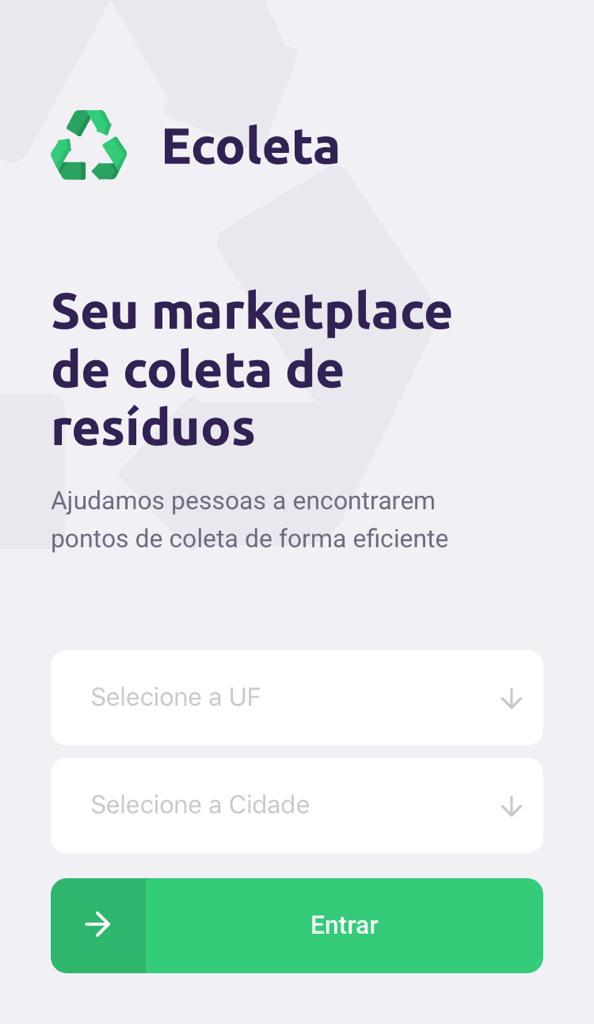 Ecoleta
Seu marketplace
de coleta de
resíduos
Ajudamos pessoas a encontrarem
pontos de coleta de forma eficiente
Selecione a UF
Selecione a Cidade
Entrar